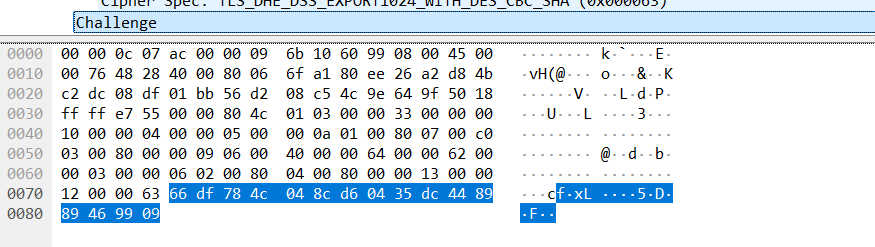 Cipher Spec: TLS_DHE_DSS_EXPORT1024_WITH_DES_CBC_SHA (0x000063)
Challenge
0000 00 00 0c 07 ac 00 00 09 6b 10 60 99 08 00 45 00 ········ k·`···E·
0010 00 76 48 28 40 00 80 06 6f a1 80 ee 26 a2 d8 4b ·vH(@··· o···&··K
0020 c2 dc 08 df 01 bb 56 d2 08 c5 4c 9e 64 9f 50 18 ······V· ··L·d·P·
0030 ff ff e7 55 00 00 80 4c 01 03 00 00 33 00 00 00 ···U···L ····3···
0040 10 00 00 04 00 00 05 00 00 0a 01 00 80 07 00 c0 ········ ········
0050 03 00 80 00 00 09 06 00 40 00 00 64 00 00 62 00 ········ @··d··b·
0060 00 03 00 00 06 02 00 80 04 00 80 00 00 13 00 00 ········ ········
0070 12 00 00 63 66 df 78 4c 04 8c d6 04 35 dc 44 89 ···cf·xL ····5·D·
0080 89 46 99 09 ·F··